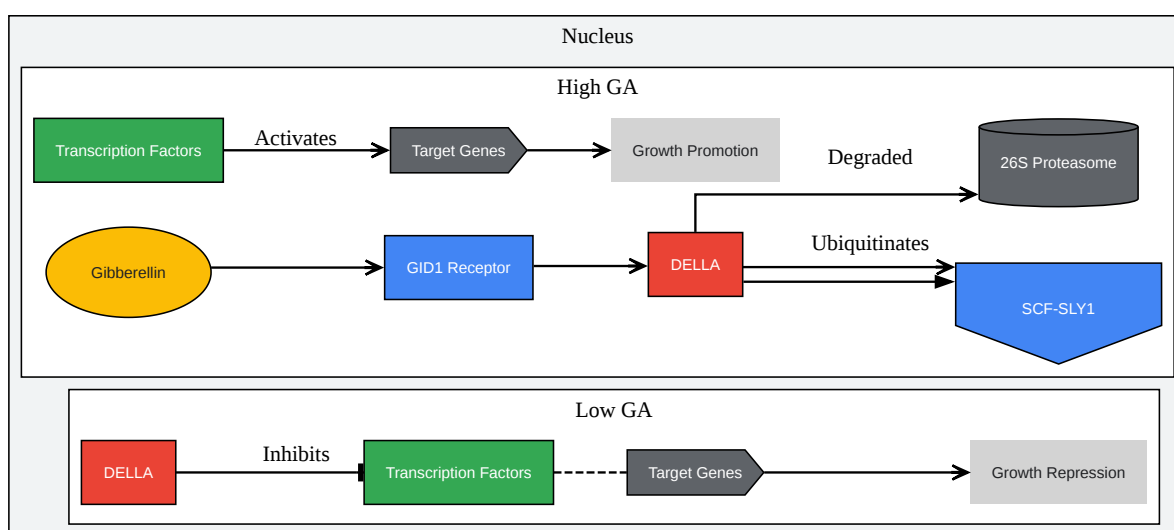 Nucleus
High GA
Transcription Factors
Activates
Target Genes
Growth Promotion
Degraded
26S Proteasome
Gibberellin
GID1 Receptor
DELLA
Ubiquitinates
SCF-SLY1
Low GA
DELLA
Inhibits
Transcription Factors
Target Genes
Growth Repression